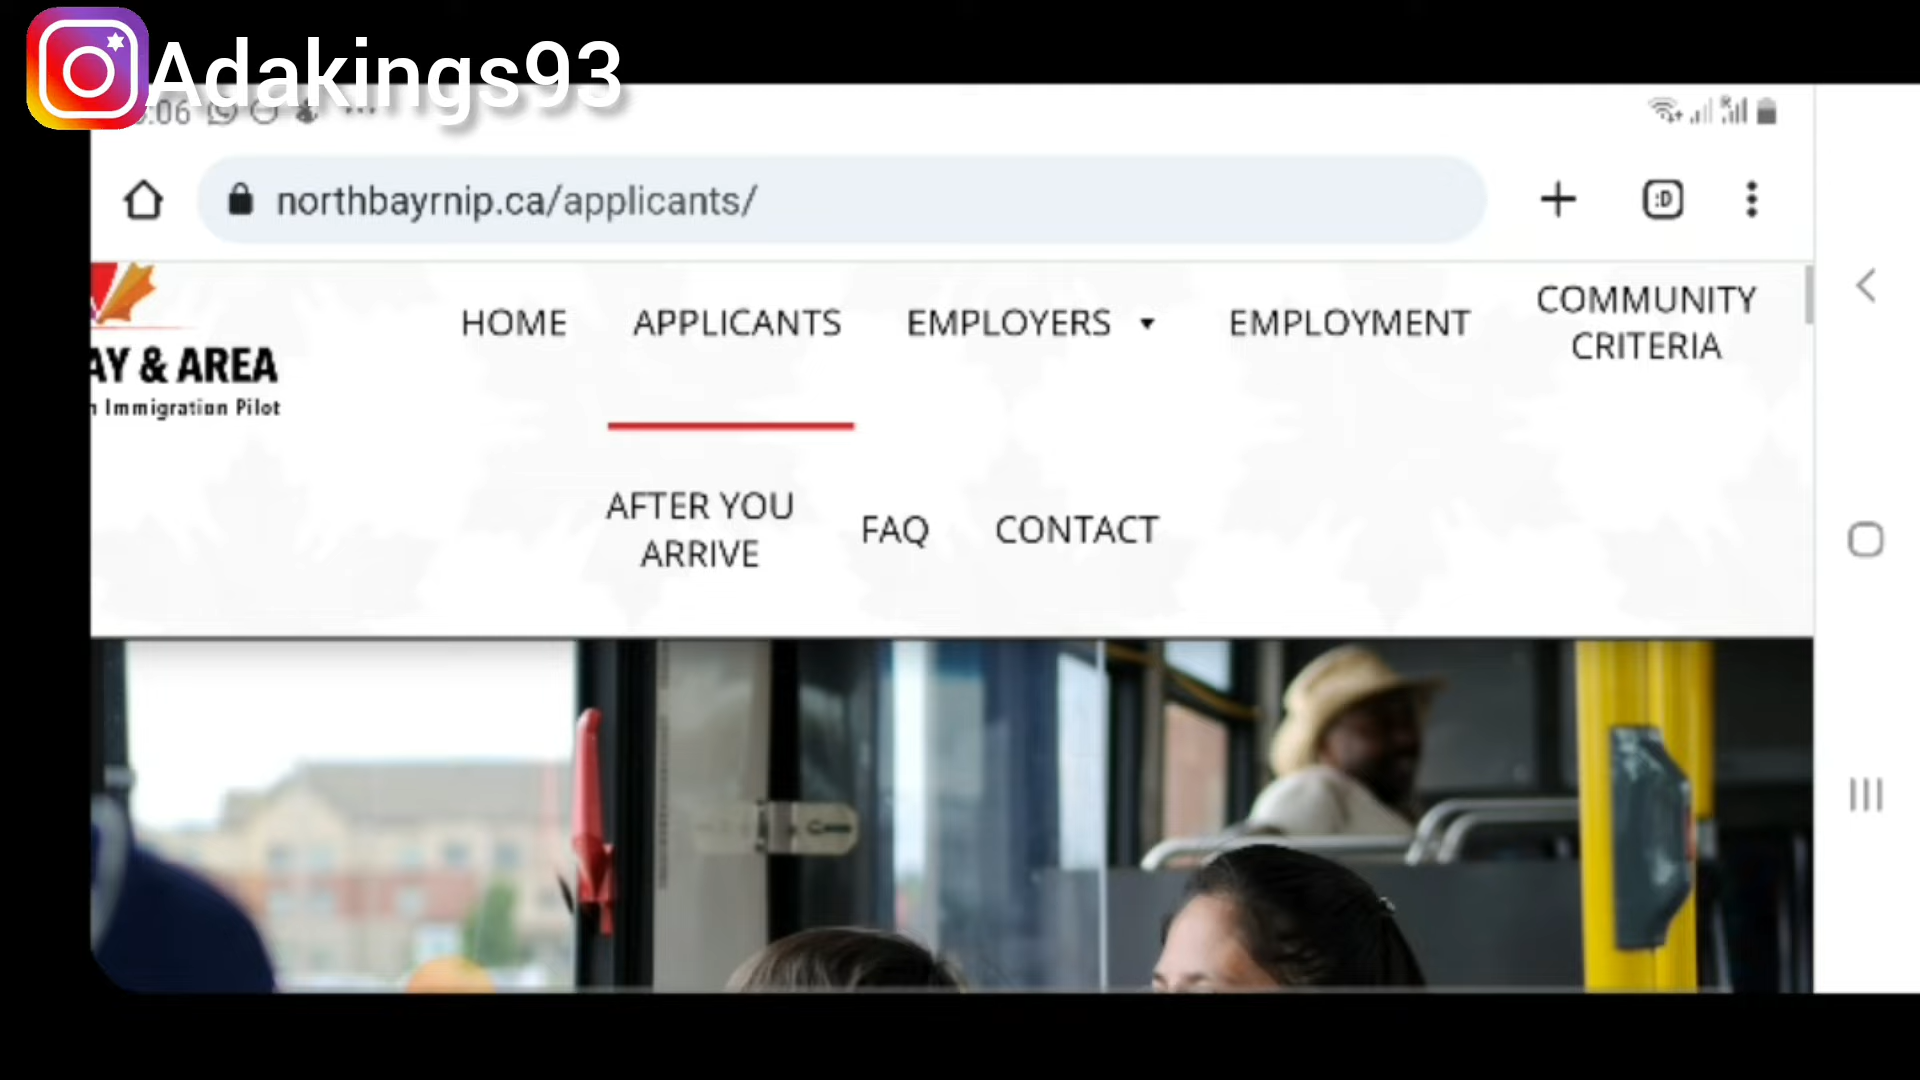 Adakings93
:06
northbayrnip.ca/applicants/
:D
AY & AREA
n Immigration Pilot
HOME
APPLICANTS
EMPLOYERS
EMPLOYMENT
COMMUNITY
CRITERIA
AFTER YOU
ARRIVE
FAQ
CONTACT